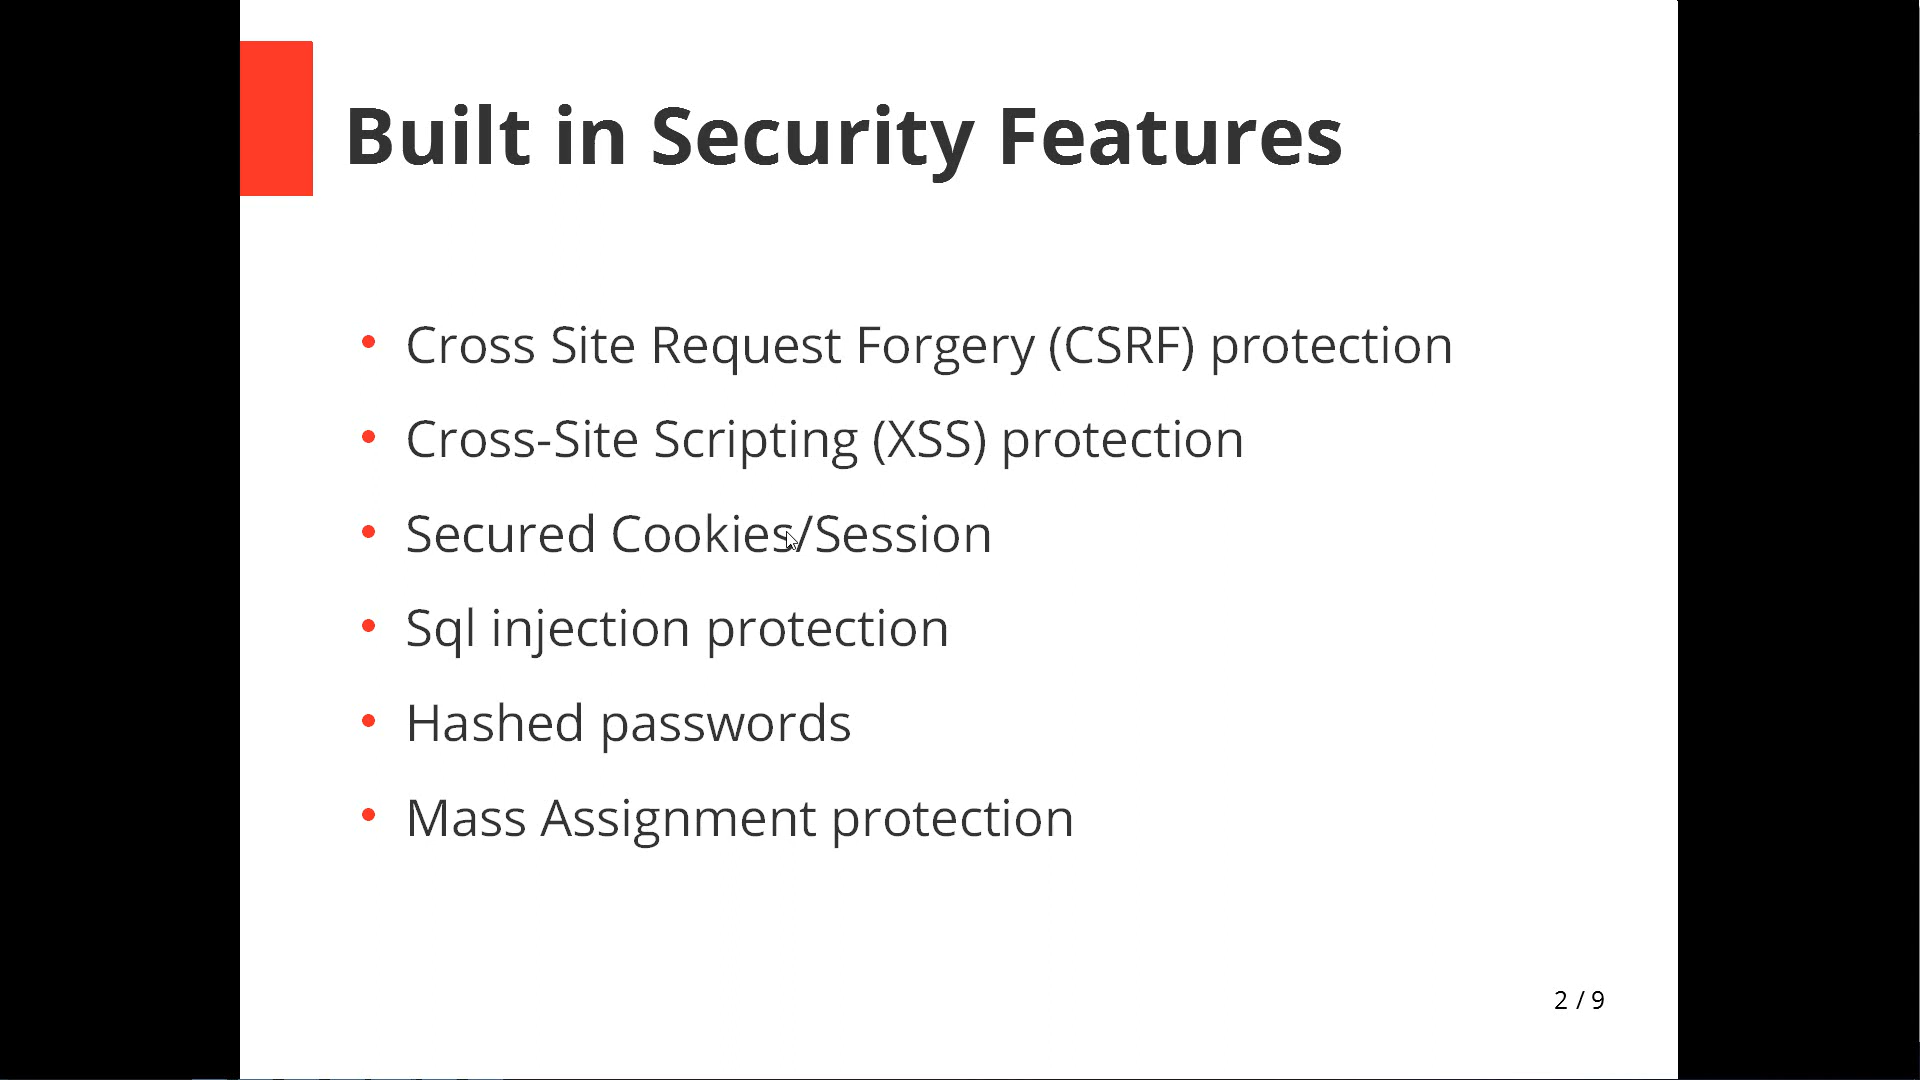 Built in Security Features
• Cross Site Request Forgery (CSRF) protection
• Cross-Site Scripting (XSS) protection
• Secured Cookies/Session
• Sql injection protection
• Hashed passwords
• Mass Assignment protection
2 / 9